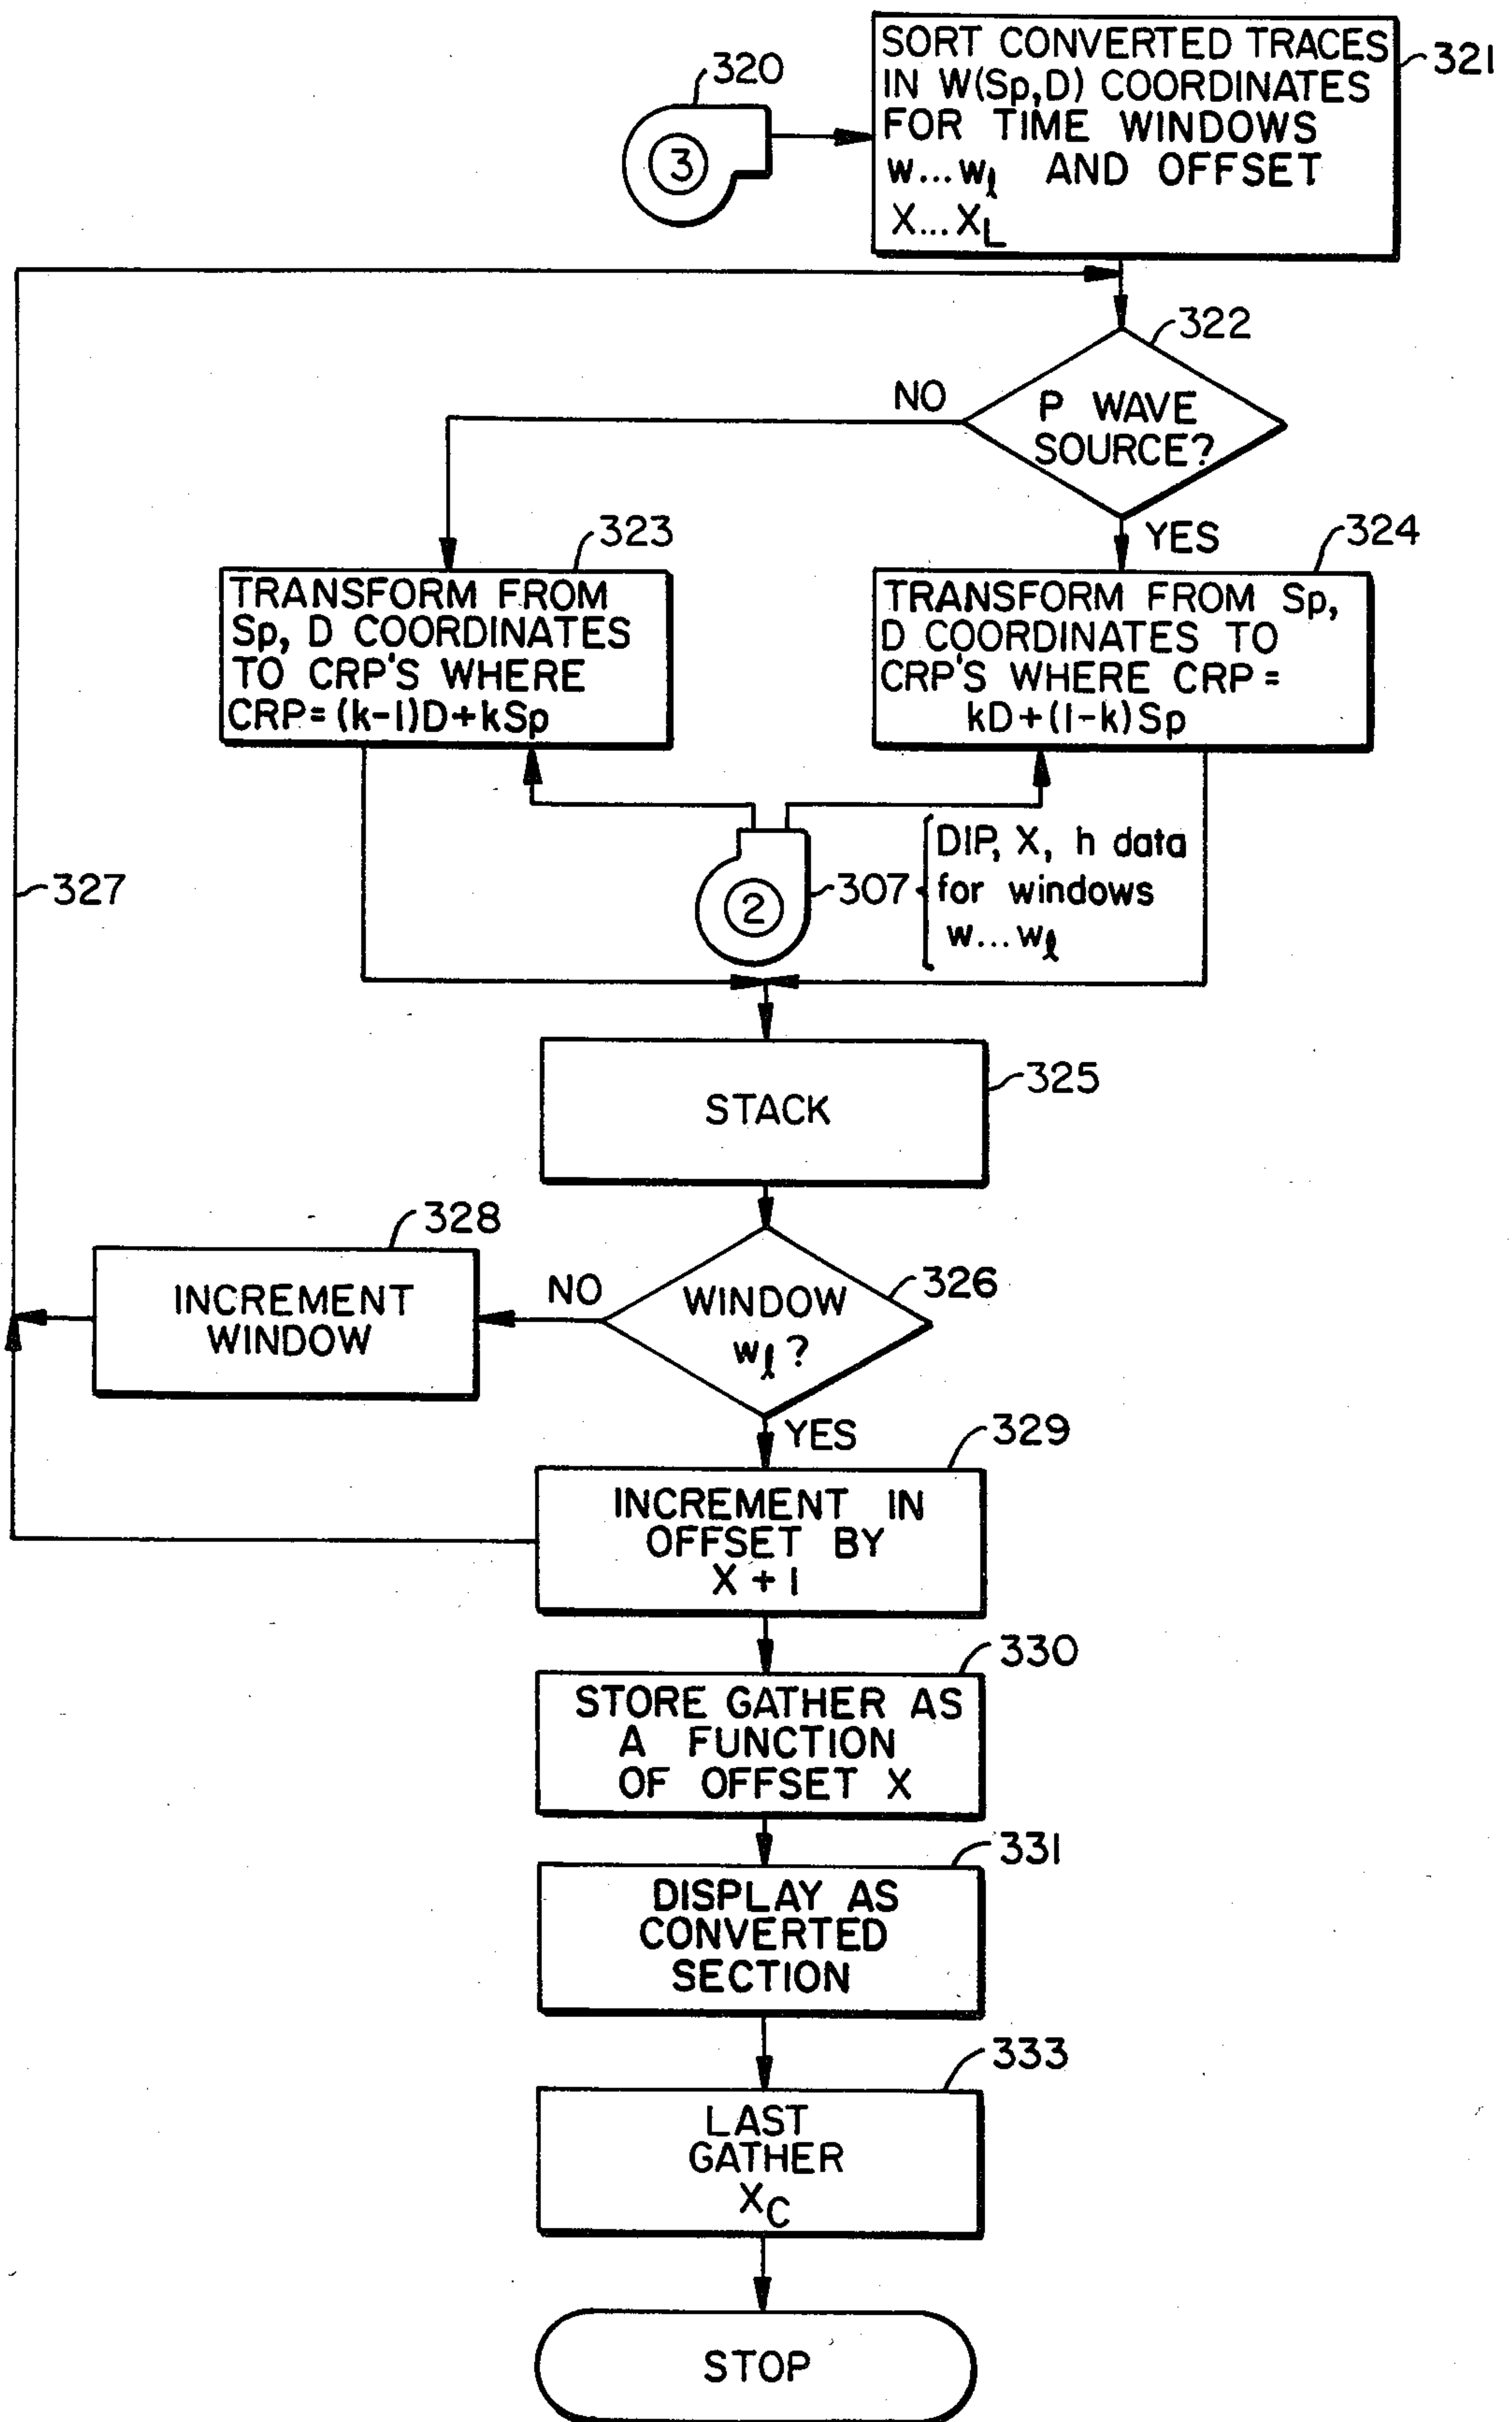 320
3
SORT CONVERTED TRACES
IN W(Sp,D) COORDINATES
FOR TIME WINDOWS
w...wℓ AND OFFSET
X...XL
321
322
P WAVE
SOURCE?
NO
YES
323
TRANSFORM FROM
Sp, D COORDINATES
TO CRP'S WHERE
CRP=(k-1)D+kSp
324
TRANSFORM FROM Sp,
D COORDINATES TO
CRP'S WHERE CRP=
kD+(1-k)Sp
2
307
DIP, X, h data
for windows
w...wℓ
327
STACK
325
328
INCREMENT
WINDOW
NO
WINDOW
wℓ?
326
YES
329
INCREMENT IN
OFFSET BY
X+1
330
STORE GATHER AS
A FUNCTION
OF OFFSET X
331
DISPLAY AS
CONVERTED
SECTION
333
LAST
GATHER
XC
STOP